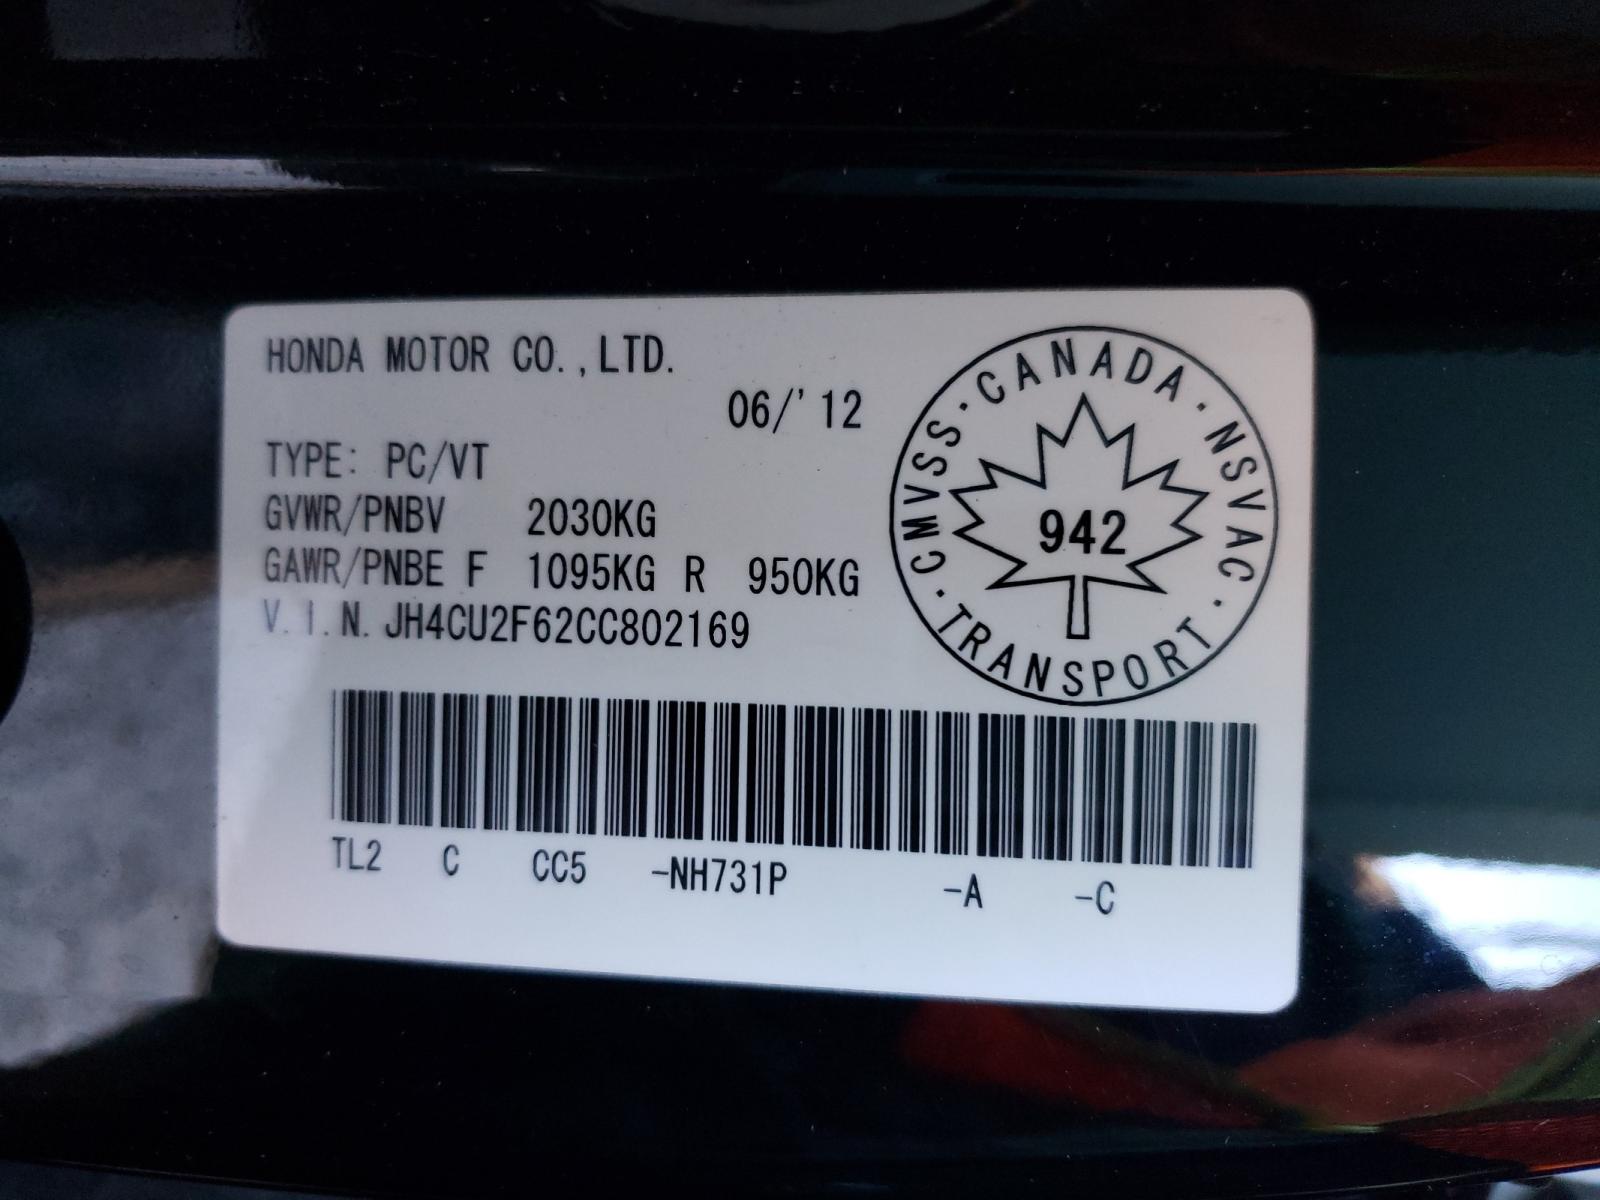 HONDA MOTOR CO.,LTD.
06/'12
TYPE: PC/VT
GVWR/PNBV 2030KG
GAWR/PNBE F 1095KG R 950KG
V.I.N. JH4CU2F62CC802169
CMVSS · CANADA · NSVAC · TRANSPORT ·
942
TL2 C CC5 -NH731P -A -C